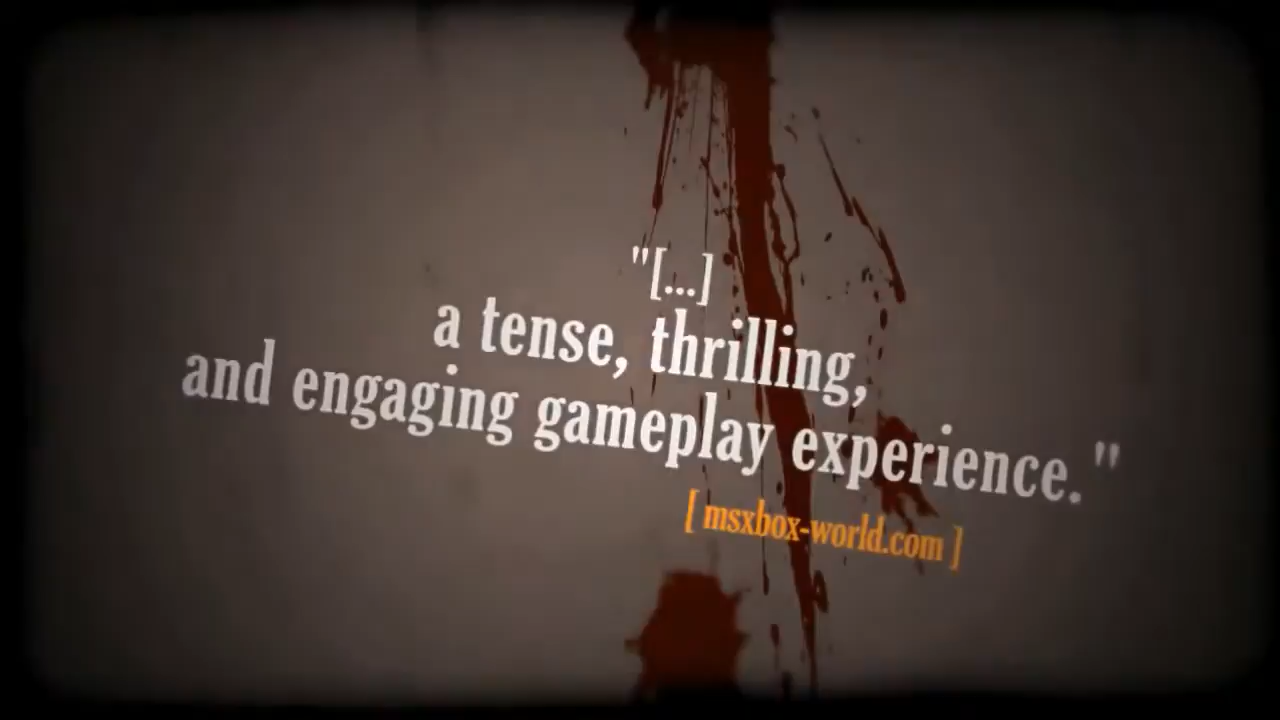 "[...]
a tense, thrilling,
and engaging gameplay experience."
[ msxbox-world.com ]